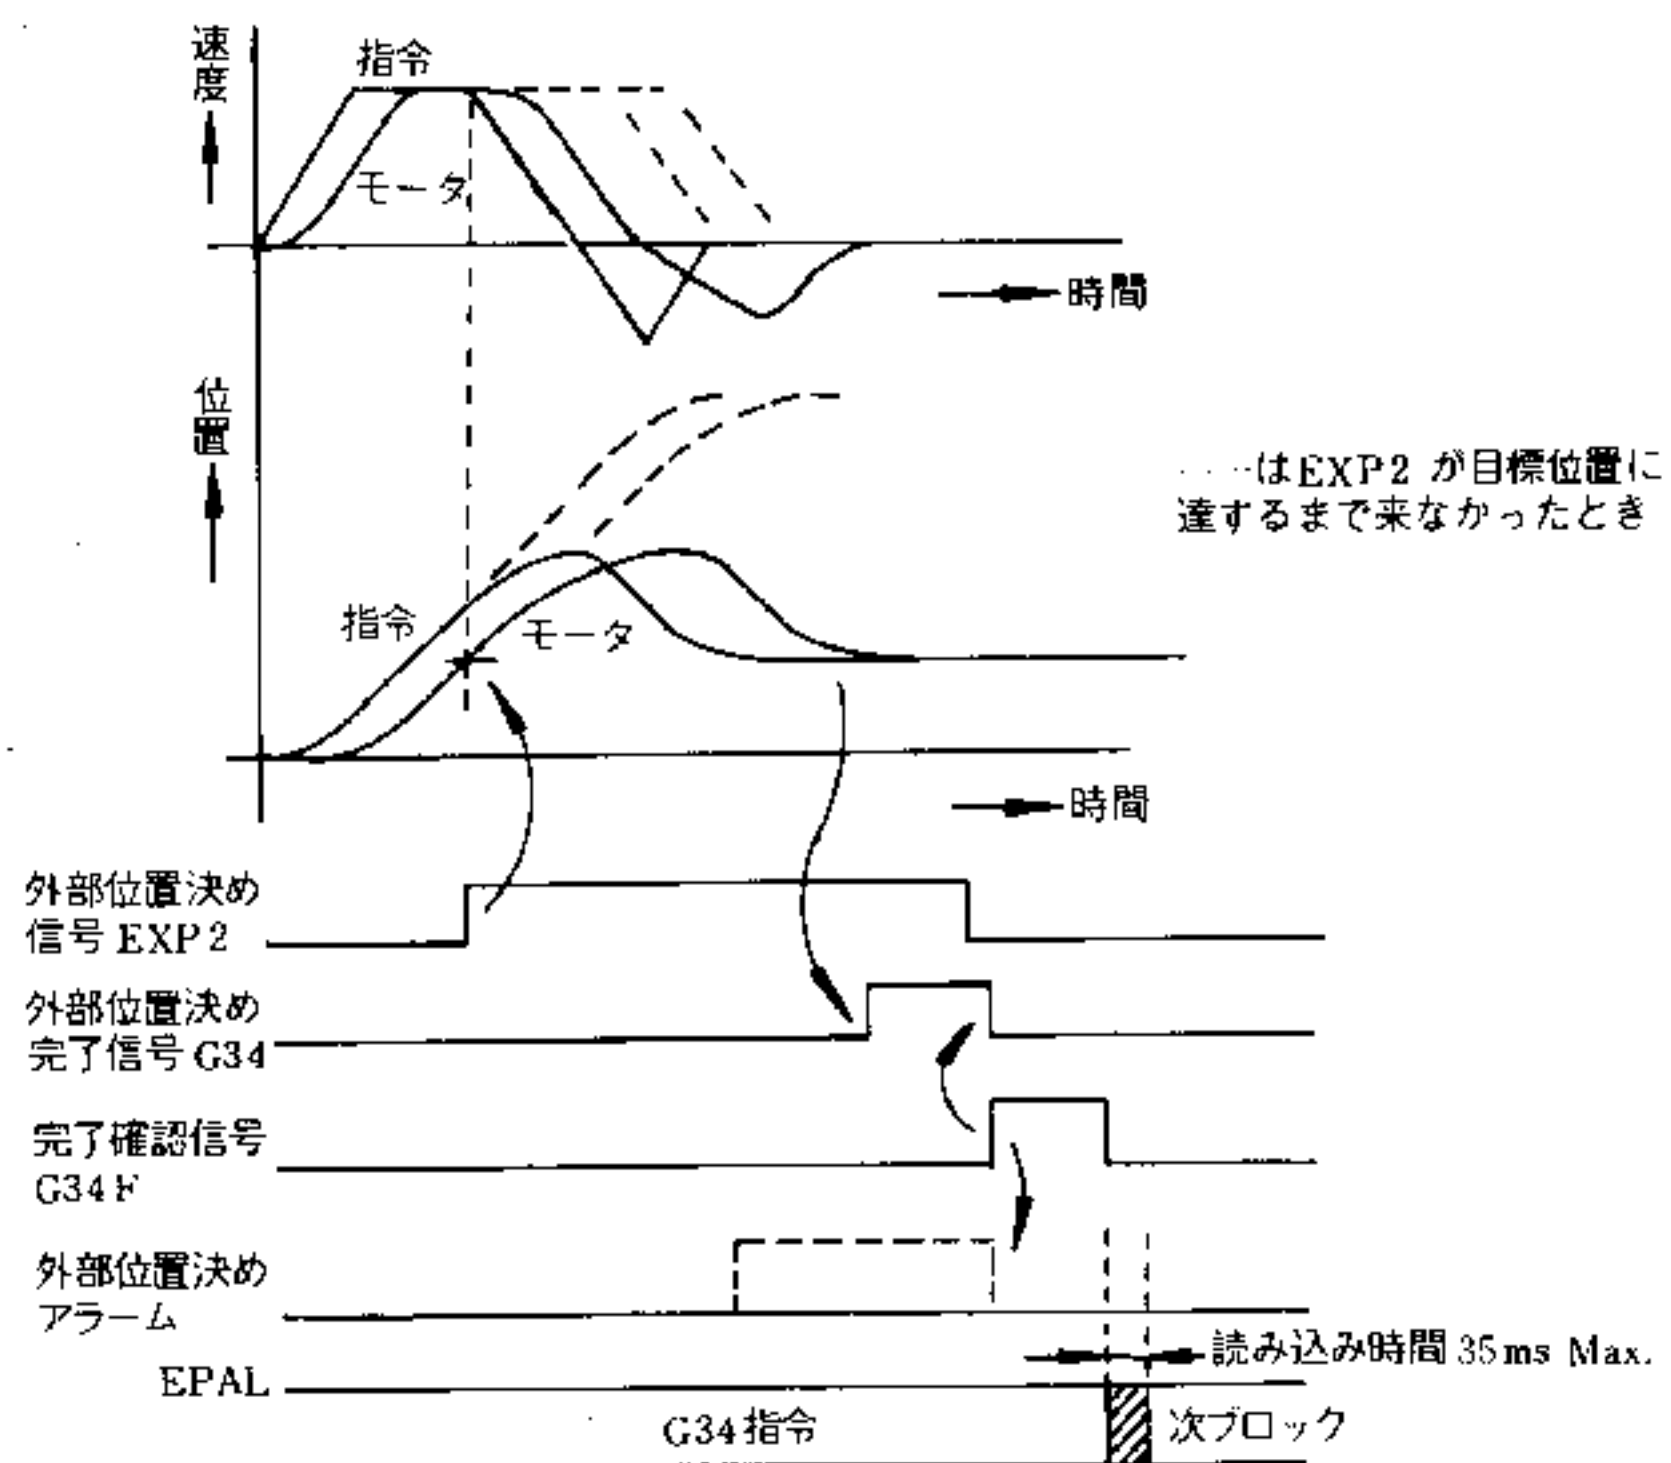 速度
指令
モータ
時間
位置
‥‥はEXP2 が目標位置に
達するまで来なかったとき
指令
モータ
時間
外部位置決め
信号 EXP2
外部位置決め
完了信号 G34
完了確認信号
G34F
外部位置決め
アラーム
読み込み時間 35ms Max.
EPAL
G34指令
次ブロック